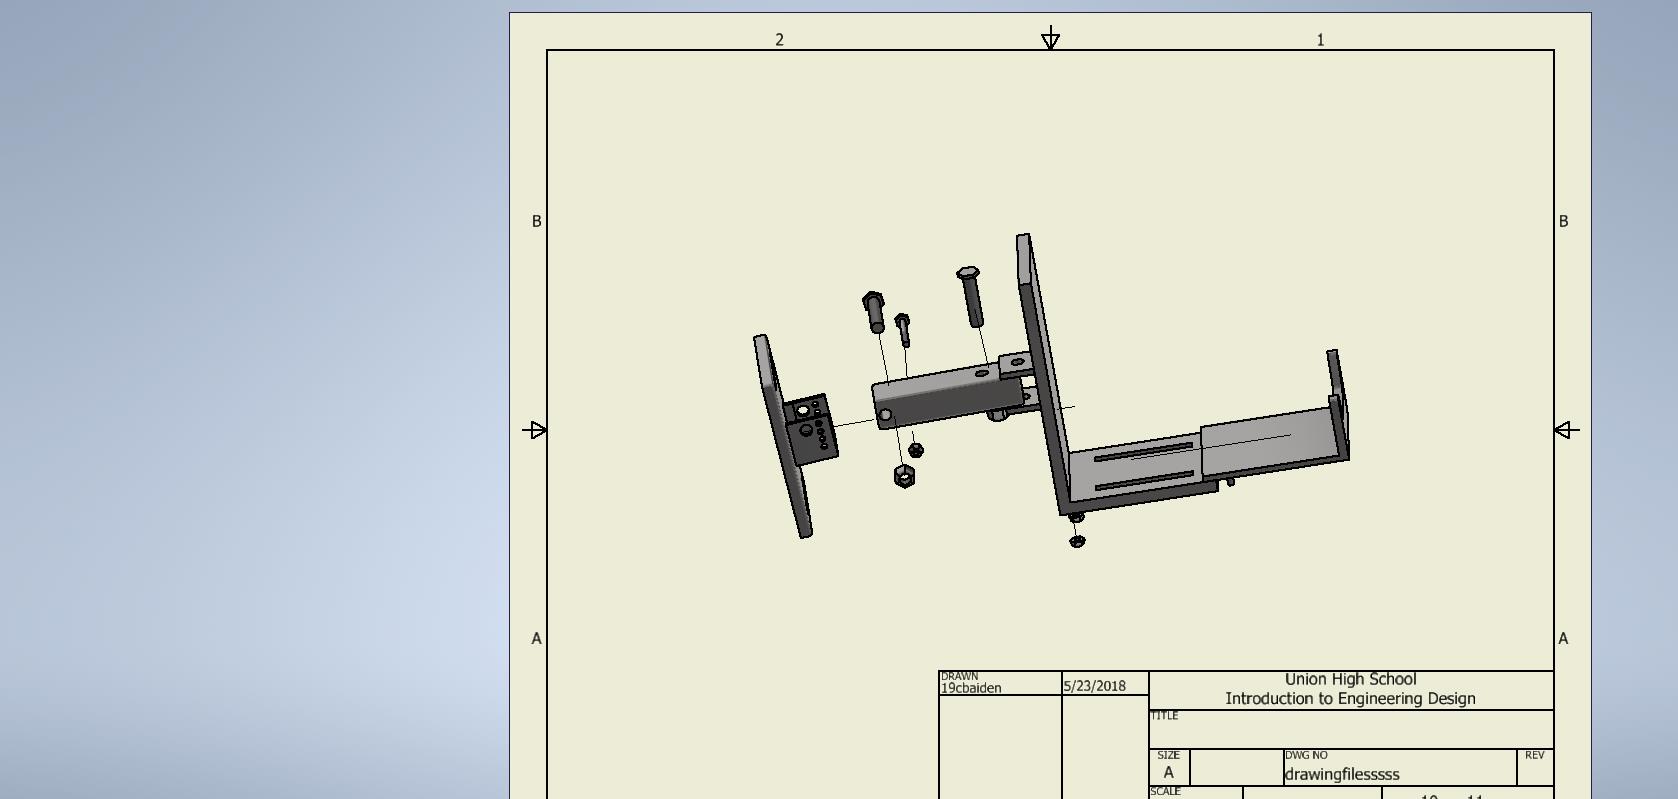 2 1
B B
A A
DRAWN
19cbaiden
5/23/2018
Union High School
Introduction to Engineering Design
TITLE
SIZE
A
DWG NO
drawingfilesssss
REV
SCALE